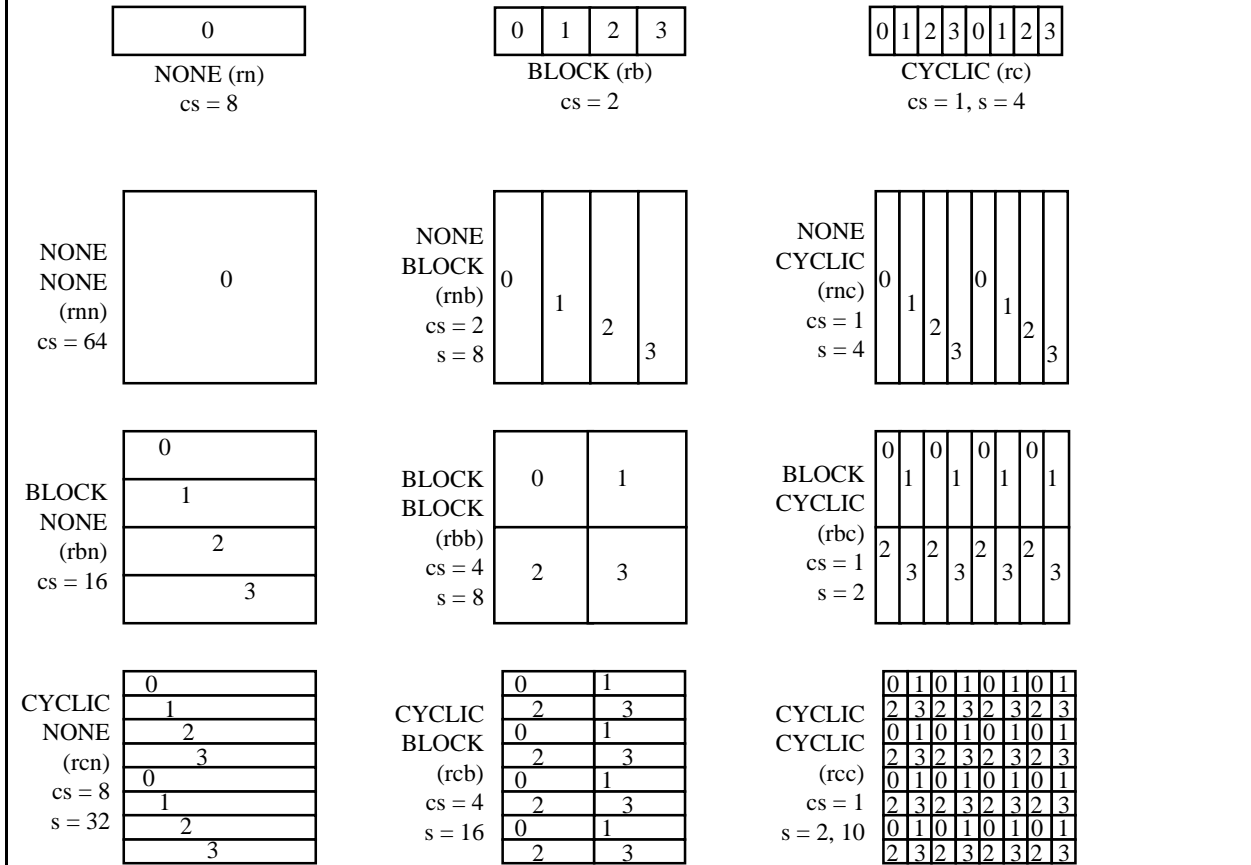 0
NONE (rn)
cs = 8
0 1 2 3
BLOCK (rb)
cs = 2
0 1 2 3 0 1 2 3
CYCLIC (rc)
cs = 1, s = 4
NONE
NONE
(rnn)
cs = 64
0
NONE
BLOCK
(rnb)
cs = 2
s = 8
0
1
2
3
NONE
CYCLIC
(rnc)
cs = 1
s = 4
0 0
1 1
2 2
3 3
BLOCK
NONE
(rbn)
cs = 16
0
1
2
3
BLOCK
BLOCK
(rbb)
cs = 4
s = 8
0 1
2 3
BLOCK
CYCLIC
(rbc)
cs = 1
s = 2
0 0 0 0
1 1 1 1
2 2 2 2
3 3 3 3
CYCLIC
NONE
(rcn)
cs = 8
s = 32
0
1
2
3
0
1
2
3
CYCLIC
BLOCK
(rcb)
cs = 4
s = 16
0 1
2 3
0 1
2 3
0 1
2 3
0 1
2 3
CYCLIC
CYCLIC
(rcc)
cs = 1
s = 2, 10
0 1 0 1 0 1 0 1
2 3 2 3 2 3 2 3
0 1 0 1 0 1 0 1
2 3 2 3 2 3 2 3
0 1 0 1 0 1 0 1
2 3 2 3 2 3 2 3
0 1 0 1 0 1 0 1
2 3 2 3 2 3 2 3